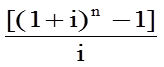 [(1+i)^n −1]
i